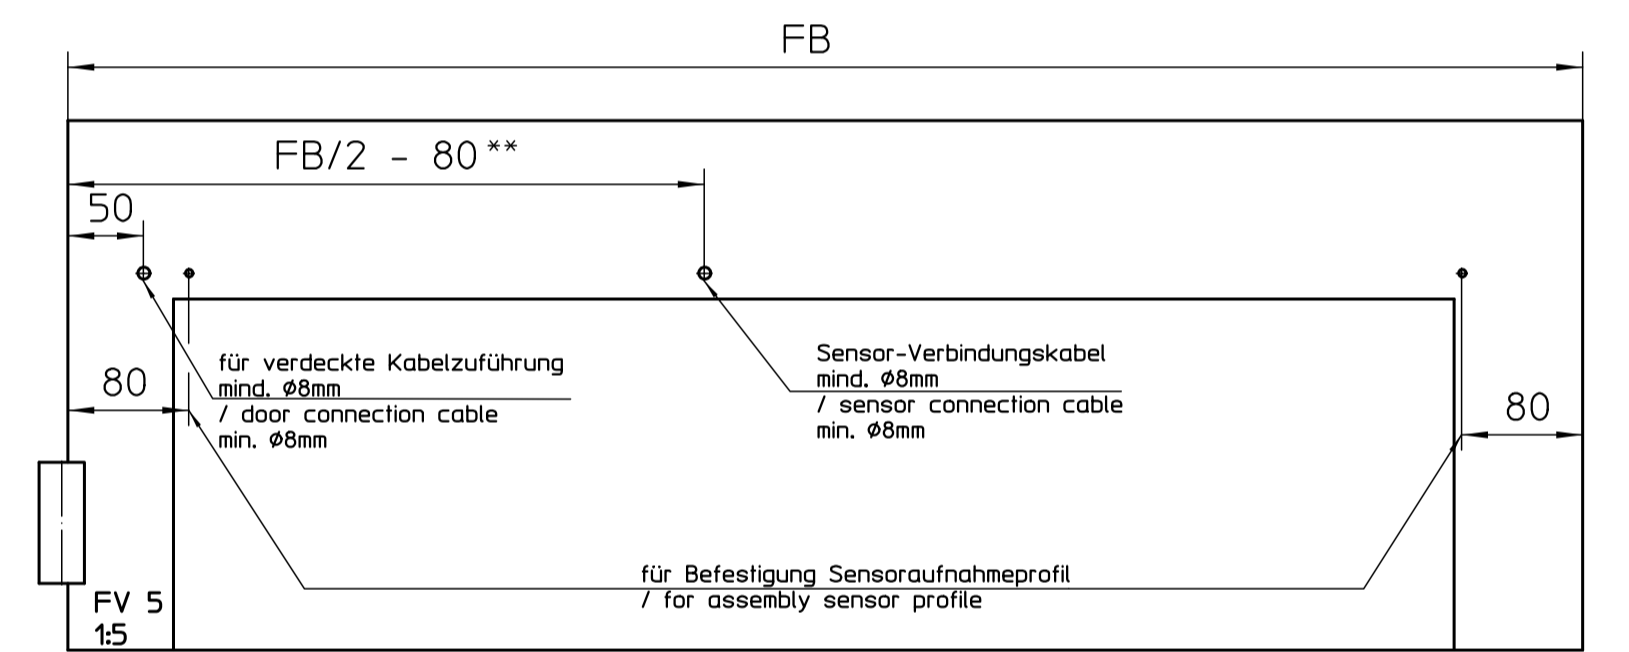 FB
FB/2 - 80**
50
für verdeckte Kabelzuführung
mind. Ø8mm
/ door connection cable
min. Ø8mm
Sensor-Verbindungskabel
mind. Ø8mm
/ sensor connection cable
min. Ø8mm
80
80
für Befestigung Sensoraufnahmeprofil
/ for assembly sensor profile
FV 5
1:5